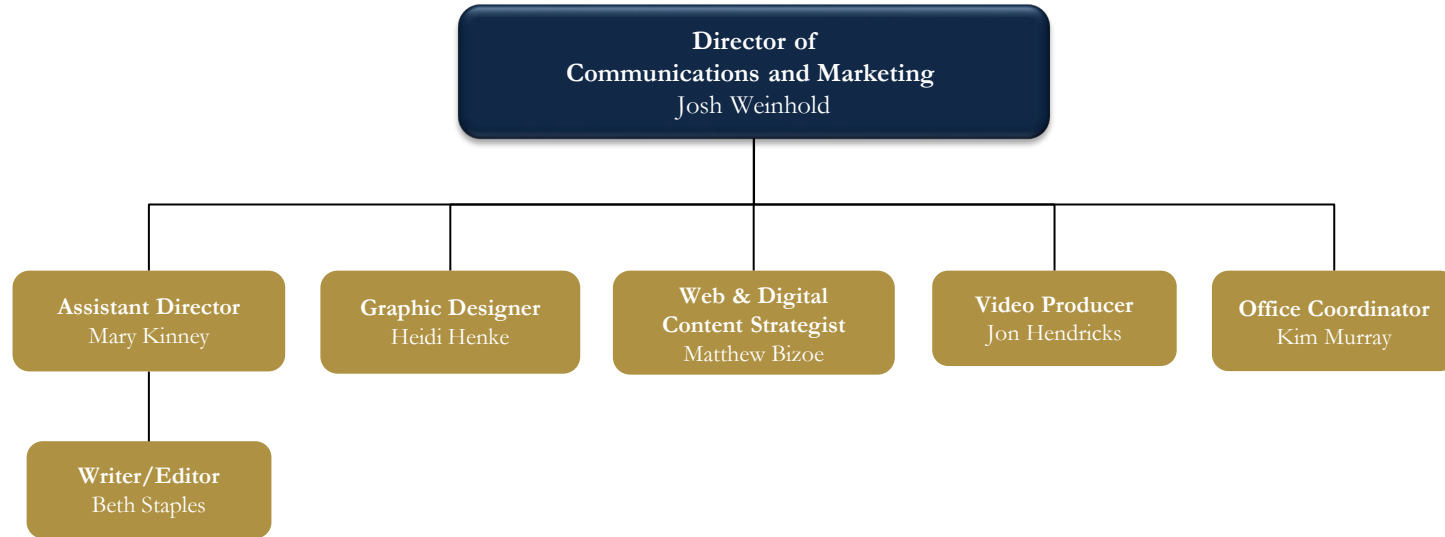 Director of
Communications and Marketing
Josh Weinhold
Assistant Director
Mary Kinney
Graphic Designer
Heidi Henke
Web & Digital
Content Strategist
Matthew Bizoe
Video Producer
Jon Hendricks
Office Coordinator
Kim Murray
Writer/Editor
Beth Staples